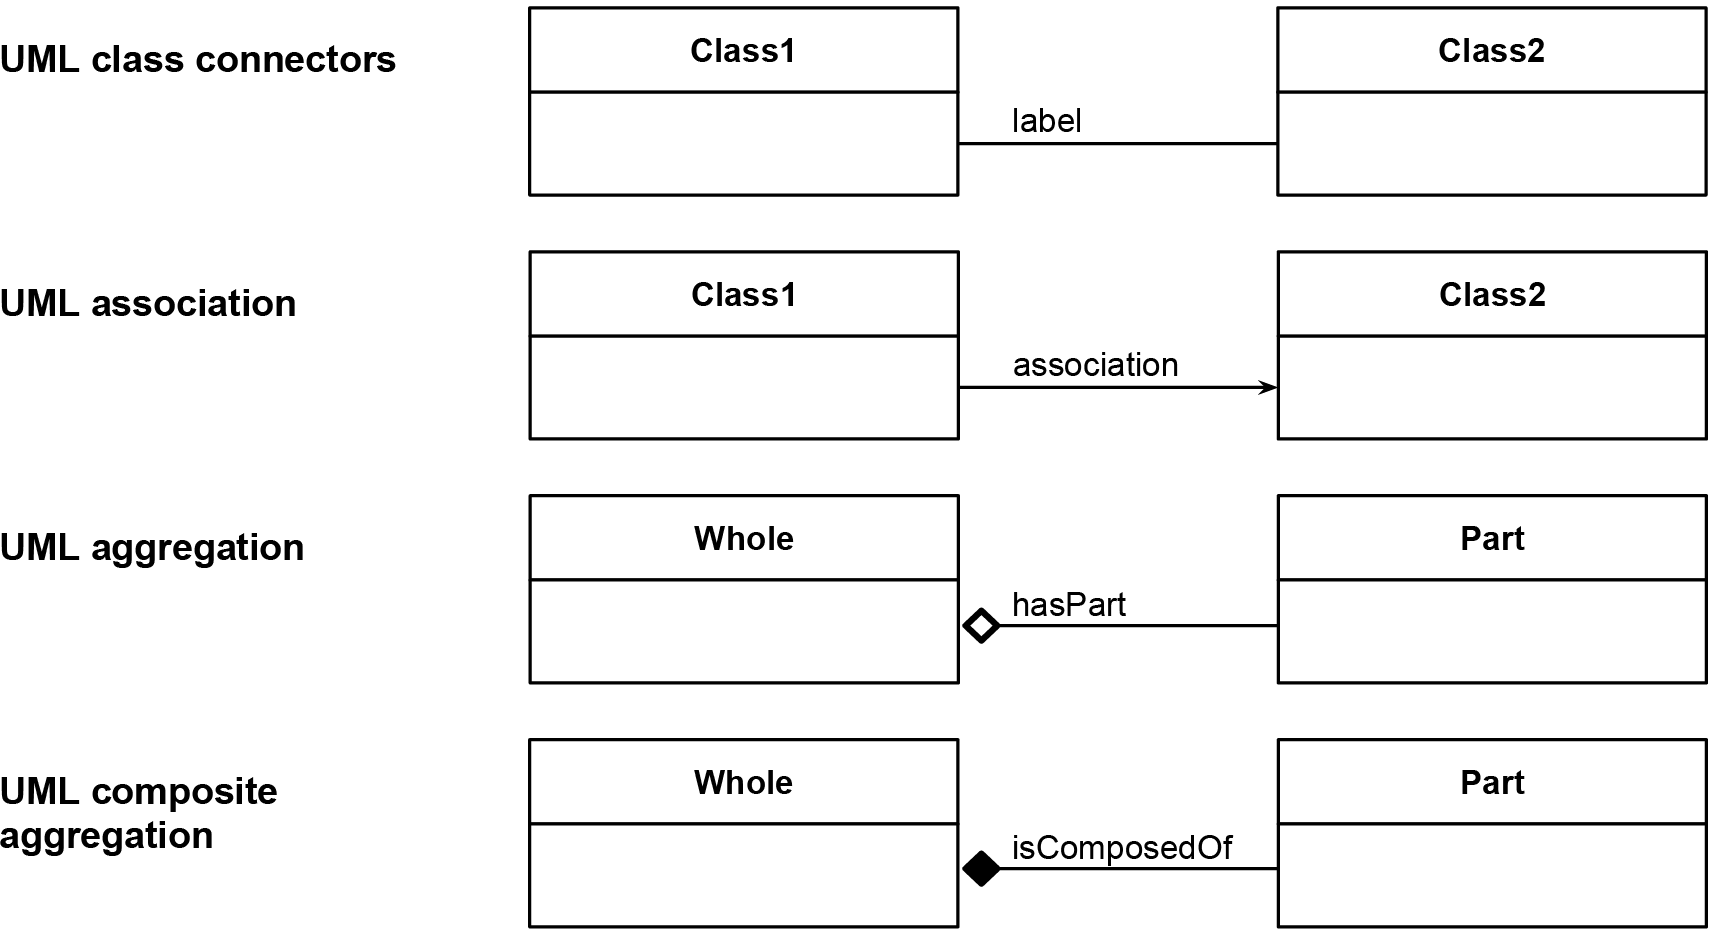 UML class connectors
Class1
label
Class2
UML association
Class1
association
Class2
UML aggregation
Whole
hasPart
Part
UML composite
aggregation
Whole
isComposedOf
Part